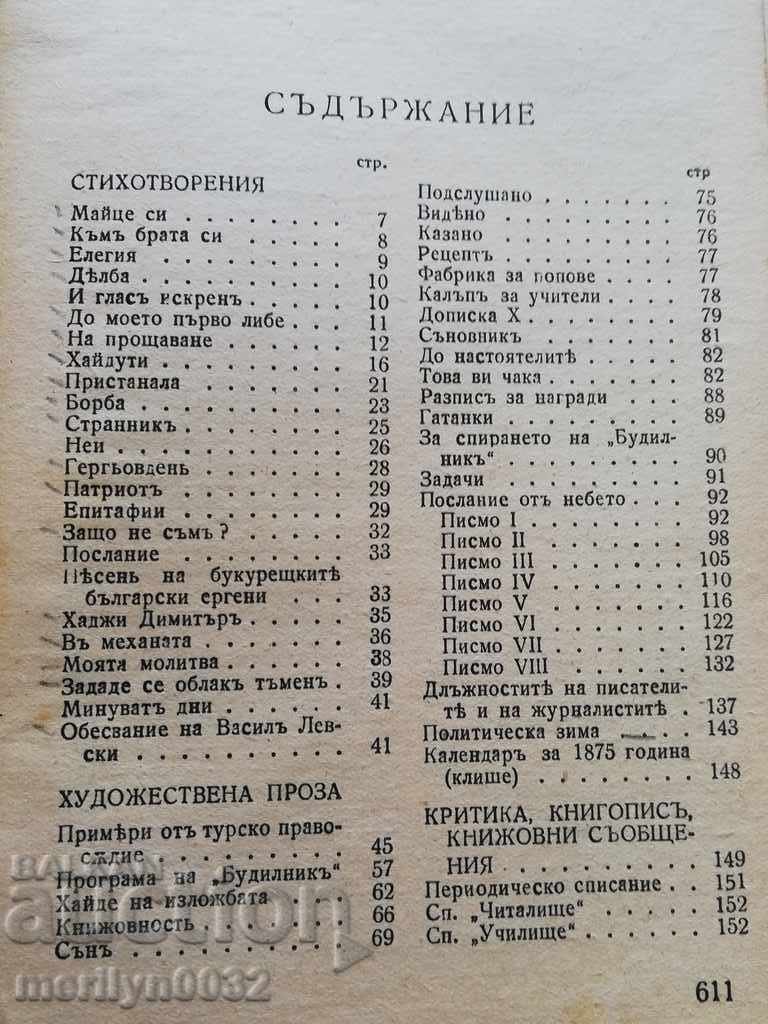 СЪДЪРЖАНИЕ
стр.
СТИХОТВОРЕНИЯ
Майце си . . . . . . . . 7
Къмъ брата си . . . . . 8
Елегия . . . . . . . . . 9
Дѣлба . . . . . . . . . 10
И гласъ искренъ . . . . . 10
До моето първо либе . . . 11
На прощаване . . . . . . 12
Хайдути . . . . . . . . 16
Пристанала . . . . . . . 21
Борба . . . . . . . . . 23
Странникъ . . . . . . . 25
Неи . . . . . . . . . . 26
Гергьовдень . . . . . . 28
Патриотъ . . . . . . . 29
Епитафии . . . . . . . 29
Защо не съмъ? . . . . . 32
Послание . . . . . . . 33
Пѣсень на букурещкитѣ
български ергени . . . 33
Хаджи Димитъръ . . . . . 35
Въ механата . . . . . . 36
Моята молитва . . . . . 38
Зададе се облакъ тъменъ . 39
Минуватъ дни . . . . . . 41
Обесвание на Василъ Лев-
ски . . . . . . . . . . 41
ХУДОЖЕСТВЕНА ПРОЗА
Примѣри отъ турско право-
сѫдие . . . . . . . . . 45
Програма на „Будилникъ“ 57
Хайде на изложбата . . . 62
Книжовность . . . . . . 66
Сънъ . . . . . . . . . . 69
стр
Подслушано . . . . . . . 75
Видѣно . . . . . . . . 76
Казано . . . . . . . . 76
Рецептъ . . . . . . . . 77
Фабрика за попове . . . . 77
Калъпъ за учители . . . . 78
Дописка X . . . . . . . 79
Съновникъ . . . . . . . 81
До настоятелитѣ . . . . . 82
Това ви чака . . . . . . 82
Разписъ за награди . . . 88
Гатанки . . . . . . . . 89
За спирането на „Будил-
никъ“ . . . . . . . . . 90
Задачи . . . . . . . . 91
Послание отъ небето . . . 92
Писмо I . . . . . . . 92
Писмо II . . . . . . . 98
Писмо III . . . . . . 105
Писмо IV . . . . . . . 110
Писмо V . . . . . . . 116
Писмо VI . . . . . . . 122
Писмо VII . . . . . . 127
Писмо VIII . . . . . . 132
Длъжноститѣ на писатели-
тѣ и на журналиститѣ . 137
Политическа зима . . . . 143
Календаръ за 1875 година
(клише) . . . . . . . . 148
КРИТИКА, КНИГОПИСЪ,
КНИЖОВНИ СЪОБЩЕ-
НИЯ . . . . . . . . . 149
Периодическо списание . . 151
Сп. „Читалище“ . . . . . 152
Сп. „Училище“ . . . . . . 152
611
merilyn0032